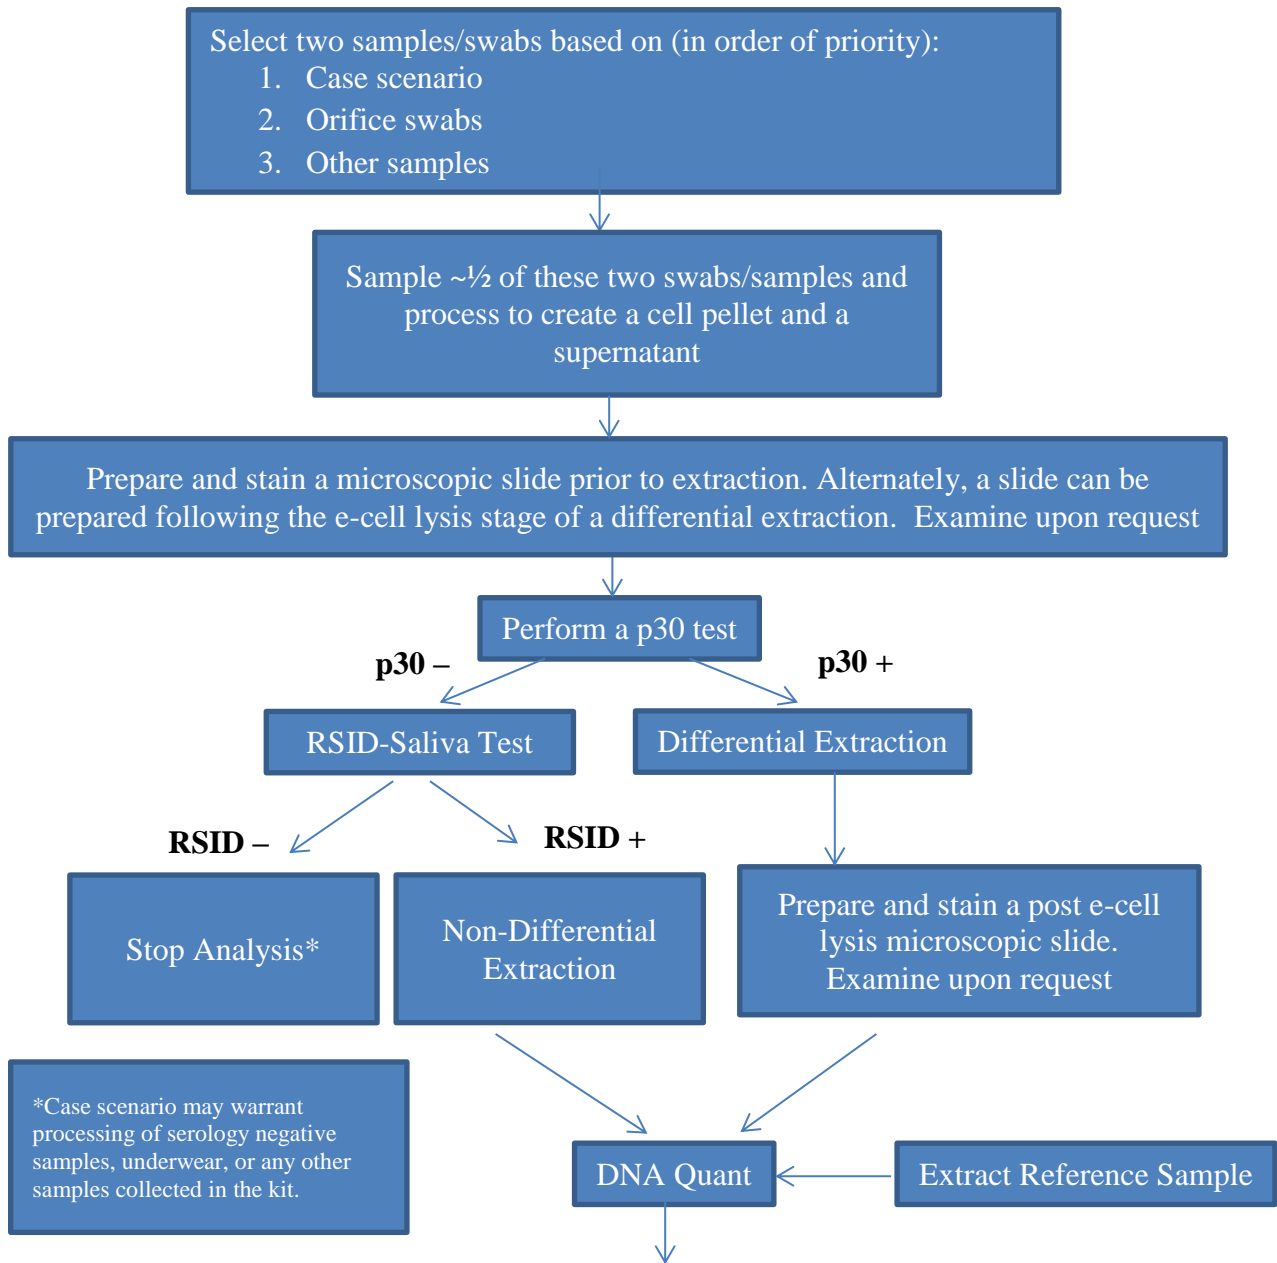 Select two samples/swabs based on (in order of priority):
1. Case scenario
2. Orifice swabs
3. Other samples
Sample ~½ of these two swabs/samples and
process to create a cell pellet and a
supernatant
Prepare and stain a microscopic slide prior to extraction. Alternately, a slide can be
prepared following the e-cell lysis stage of a differential extraction.  Examine upon request
Perform a p30 test
p30 –
p30 +
RSID-Saliva Test
Differential Extraction
RSID –
RSID +
Stop Analysis*
Non-Differential
Extraction
Prepare and stain a post e-cell
lysis microscopic slide.
Examine upon request
*Case scenario may warrant
processing of serology negative
samples, underwear, or any other
samples collected in the kit.
DNA Quant
Extract Reference Sample